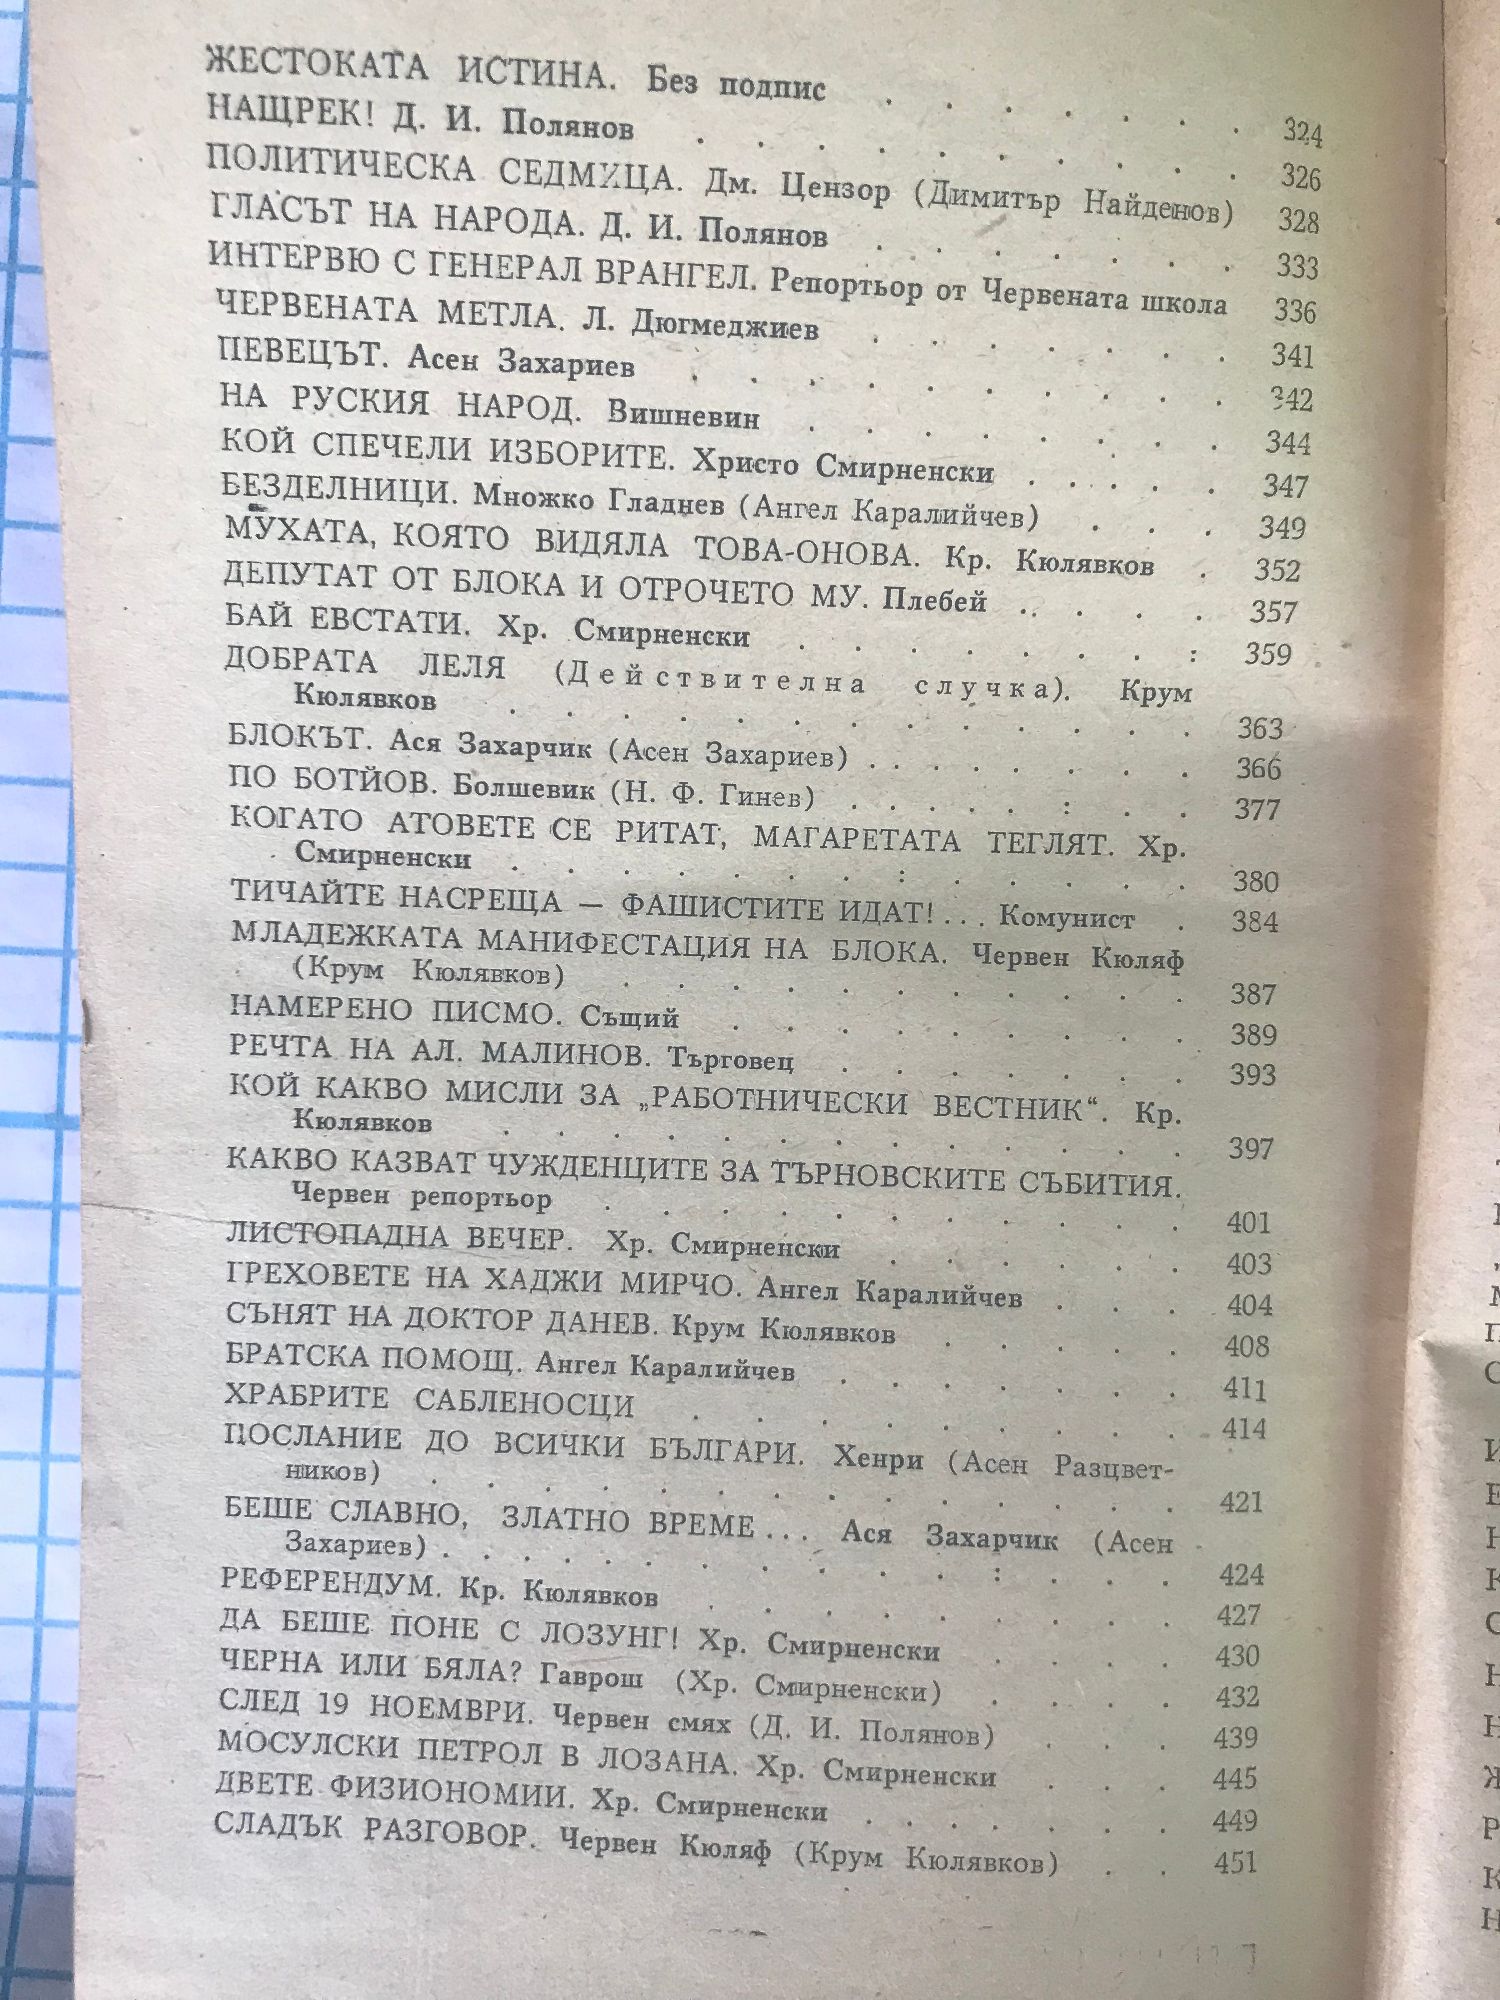 ЖЕСТОКАТА ИСТИНА. Без подпис . . . . . . . 324
НАЩРЕК! Д. И. Полянов . . . . . . . . . . 326
ПОЛИТИЧЕСКА СЕДМИЦА. Дм. Цензор (Димитър Найденов) 328
ГЛАСЪТ НА НАРОДА. Д. И. Полянов . . . . . . . 333
ИНТЕРВЮ С ГЕНЕРАЛ ВРАНГЕЛ. Репортьор от Червената школа 336
ЧЕРВЕНАТА МЕТЛА. Л. Дюгмеджиев . . . . . . . 341
ПЕВЕЦЪТ. Асен Захариев . . . . . . . . . . 342
НА РУСКИЯ НАРОД. Вишневин . . . . . . . . 344
КОЙ СПЕЧЕЛИ ИЗБОРИТЕ. Христо Смирненски . . . . . 347
БЕЗДЕЛНИЦИ. Множко Гладнев (Ангел Каралийчев) . . . 349
МУХАТА, КОЯТО ВИДЯЛА ТОВА-ОНОВА. Кр. Кюлявков . 352
ДЕПУТАТ ОТ БЛОКА И ОТРОЧЕТО МУ. Плебей . . . . . 357
БАЙ ЕВСТАТИ. Хр. Смирненски . . . . . . . : 359
ДОБРАТА ЛЕЛЯ (Действителна случка). Крум
Кюлявков . . . . . . . . . . . . . 363
БЛОКЪТ. Ася Захарчик (Асен Захариев) . . . . . . . 366
ПО БОТЙОВ. Болшевик (Н. Ф. Гинев) . . . . . : . . 377
КОГАТО АТОВЕТЕ СЕ РИТАТ, МАГАРЕТАТА ТЕГЛЯТ. Хр.
Смирненски . . . . . . . : . . . . . 380
ТИЧАЙТЕ НАСРЕЩА — ФАШИСТИТЕ ИДАТ!... Комунист . 384
МЛАДЕЖКАТА МАНИФЕСТАЦИЯ НА БЛОКА. Червен Кюляф
(Крум Кюлявков) . . . . . . . . . . . 387
НАМЕРЕНО ПИСМО. Същий . . . . . . . . . 389
РЕЧТА НА АЛ. МАЛИНОВ. Търговец . . . . . . . 393
КОЙ КАКВО МИСЛИ ЗА „РАБОТНИЧЕСКИ ВЕСТНИК“. Кр.
Кюлявков . . . . . . . . . . . . . 397
КАКВО КАЗВАТ ЧУЖДЕНЦИТЕ ЗА ТЪРНОВСКИТЕ СЪБИТИЯ.
Червен репортьор . . . . . . . . . . . 401
ЛИСТОПАДНА ВЕЧЕР. Хр. Смирненски . . . . . . 403
ГРЕХОВЕТЕ НА ХАДЖИ МИРЧО. Ангел Каралийчев . . . 404
СЪНЯТ НА ДОКТОР ДАНЕВ. Крум Кюлявков . . . . . 408
БРАТСКА ПОМОЩ. Ангел Каралийчев . . . . . . . 411
ХРАБРИТЕ САБЛЕНОСЦИ . . . . . . . . . 414
ПОСЛАНИЕ ДО ВСИЧКИ БЪЛГАРИ. Хенри (Асен Разцвет-
ников) . . . . . . . . . . . . . . 421
БЕШЕ СЛАВНО, ЗЛАТНО ВРЕМЕ... Ася Захарчик (Асен
Захариев) . . . . . . . . . . : . . . 424
РЕФЕРЕНДУМ. Кр. Кюлявков . . . . . . . . . 427
ДА БЕШЕ ПОНЕ С ЛОЗУНГ! Хр. Смирненски . . . . 430
ЧЕРНА ИЛИ БЯЛА? Гаврош (Хр. Смирненски) . . . . 432
СЛЕД 19 НОЕМВРИ. Червен смях (Д. И. Полянов) . . . 439
МОСУЛСКИ ПЕТРОЛ В ЛОЗАНА. Хр. Смирненски . . . 445
ДВЕТЕ ФИЗИОНОМИИ. Хр. Смирненски . . . . . . . 449
СЛАДЪК РАЗГОВОР. Червен Кюляф (Крум Кюлявков) . . 451